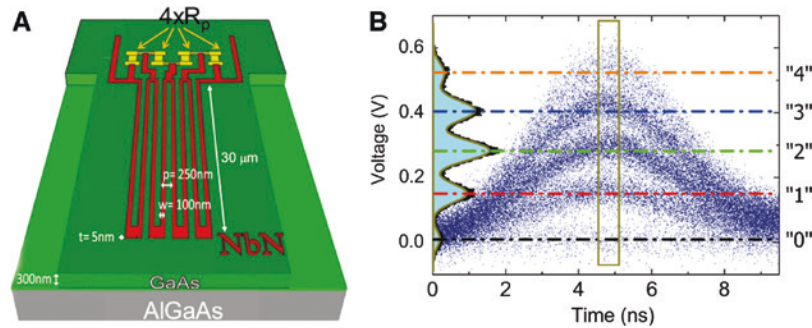 A
4xRp
30 μm
p= 250nm
w= 100nm
t= 5nm
NbN
300nm
GaAs
AlGaAs
B
Voltage (V)
0.6
0.4
0.2
0.0
"4"
"3"
"2"
"1"
"0"
0 2 4 6 8
Time (ns)